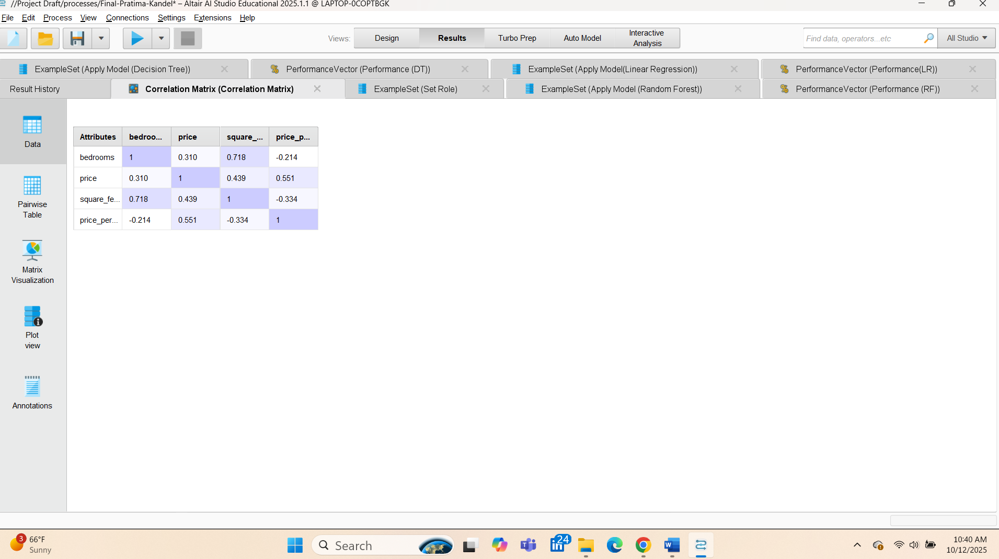 //Project Draft/processes/Final-Pratima-Kandel* – Altair AI Studio Educational 2025.1.1 @ LAPTOP-0COPTBGK
File Edit Process View Connections Settings Extensions Help
Views: Design Results Turbo Prep Auto Model Interactive Analysis
Find data, operators...etc All Studio
ExampleSet (Apply Model (Decision Tree)) PerformanceVector (Performance (DT)) ExampleSet (Apply Model(Linear Regression)) PerformanceVector (Performance(LR))
Result History Correlation Matrix (Correlation Matrix) ExampleSet (Set Role) ExampleSet (Apply Model (Random Forest)) PerformanceVector (Performance (RF))
Data
Pairwise
Table
Matrix
Visualization
Plot
view
Annotations
Attributes bedroo... price square_... price_p...
bedrooms 1 0.310 0.718 -0.214
price 0.310 1 0.439 0.551
square_fe... 0.718 0.439 1 -0.334
price_per... -0.214 0.551 -0.334 1
3
66°F
Sunny
Search
24
10:40 AM
10/12/2025